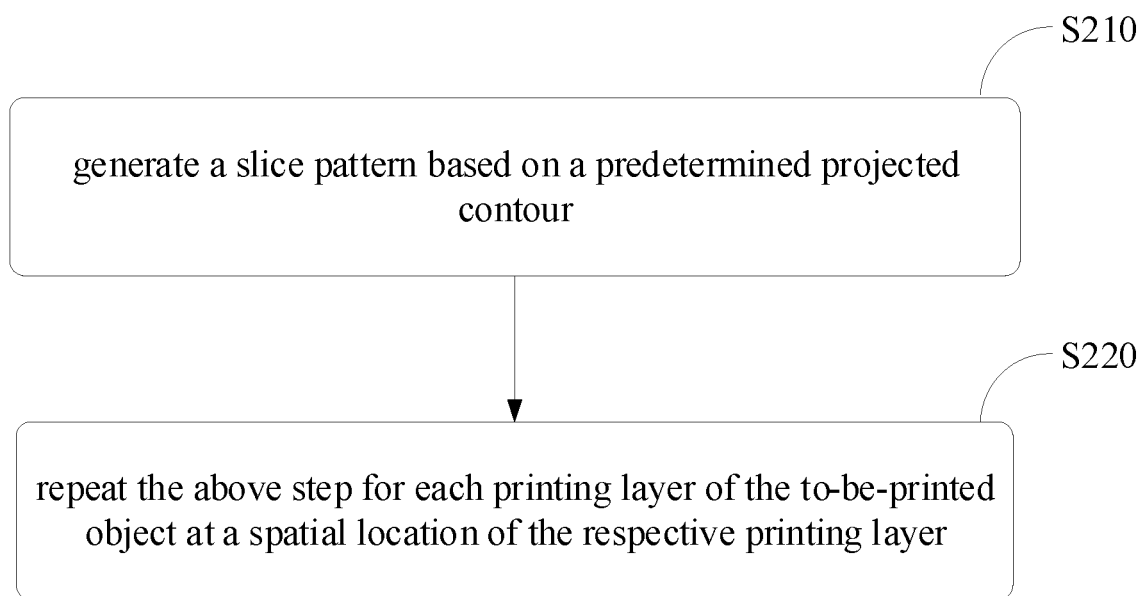 S210
generate a slice pattern based on a predetermined projected
contour
S220
repeat the above step for each printing layer of the to-be-printed
object at a spatial location of the respective printing layer